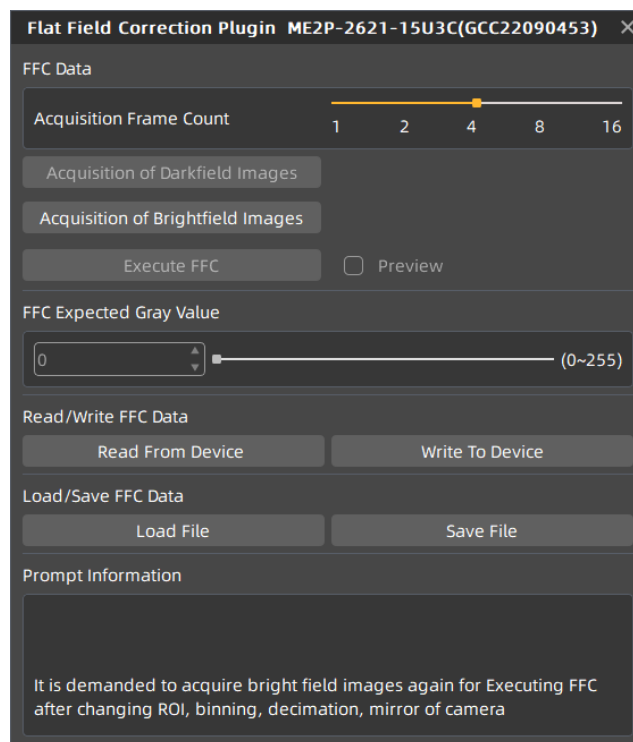 Flat Field Correction Plugin ME2P-2621-15U3C(GCC22090453) ×
FFC Data
Acquisition Frame Count
1 2 4 8 16
Acquisition of Darkfield Images
Acquisition of Brightfield Images
Execute FFC Preview
FFC Expected Gray Value
0 (0~255)
Read/Write FFC Data
Read From Device Write To Device
Load/Save FFC Data
Load File Save File
Prompt Information
It is demanded to acquire bright field images again for Executing FFC
after changing ROI, binning, decimation, mirror of camera